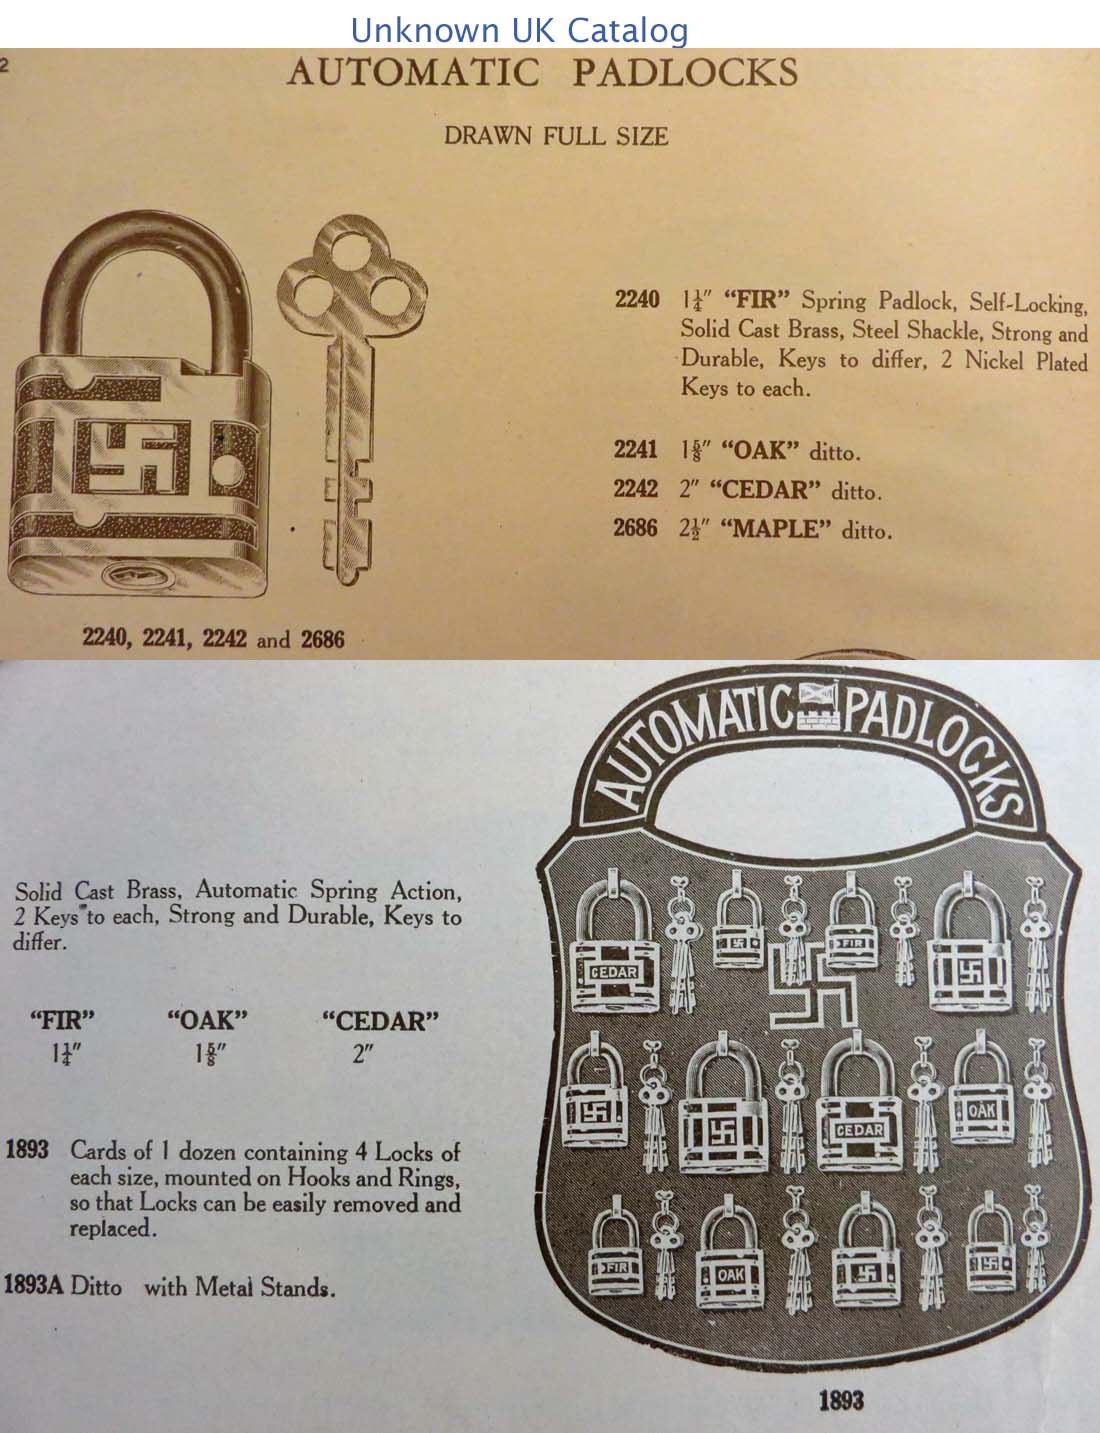 Unknown UK Catalog
2
AUTOMATIC PADLOCKS
DRAWN FULL SIZE
2240 1¼″ “FIR” Spring Padlock, Self-Locking,
Solid Cast Brass, Steel Shackle, Strong and
Durable, Keys to differ, 2 Nickel Plated
Keys to each.
2241 1⅝″ “OAK” ditto.
2242 2″ “CEDAR” ditto.
2686 2½″ “MAPLE” ditto.
2240, 2241, 2242 and 2686
AUTOMATIC PADLOCKS
Solid Cast Brass, Automatic Spring Action,
2 Keys to each, Strong and Durable, Keys to
differ.
“FIR” “OAK” “CEDAR”
1¼″ 1⅝″ 2″
1893 Cards of 1 dozen containing 4 Locks of
each size, mounted on Hooks and Rings,
so that Locks can be easily removed and
replaced.
1893A Ditto with Metal Stands.
CEDAR
FIR
CEDAR
OAK
FIR
OAK
1893